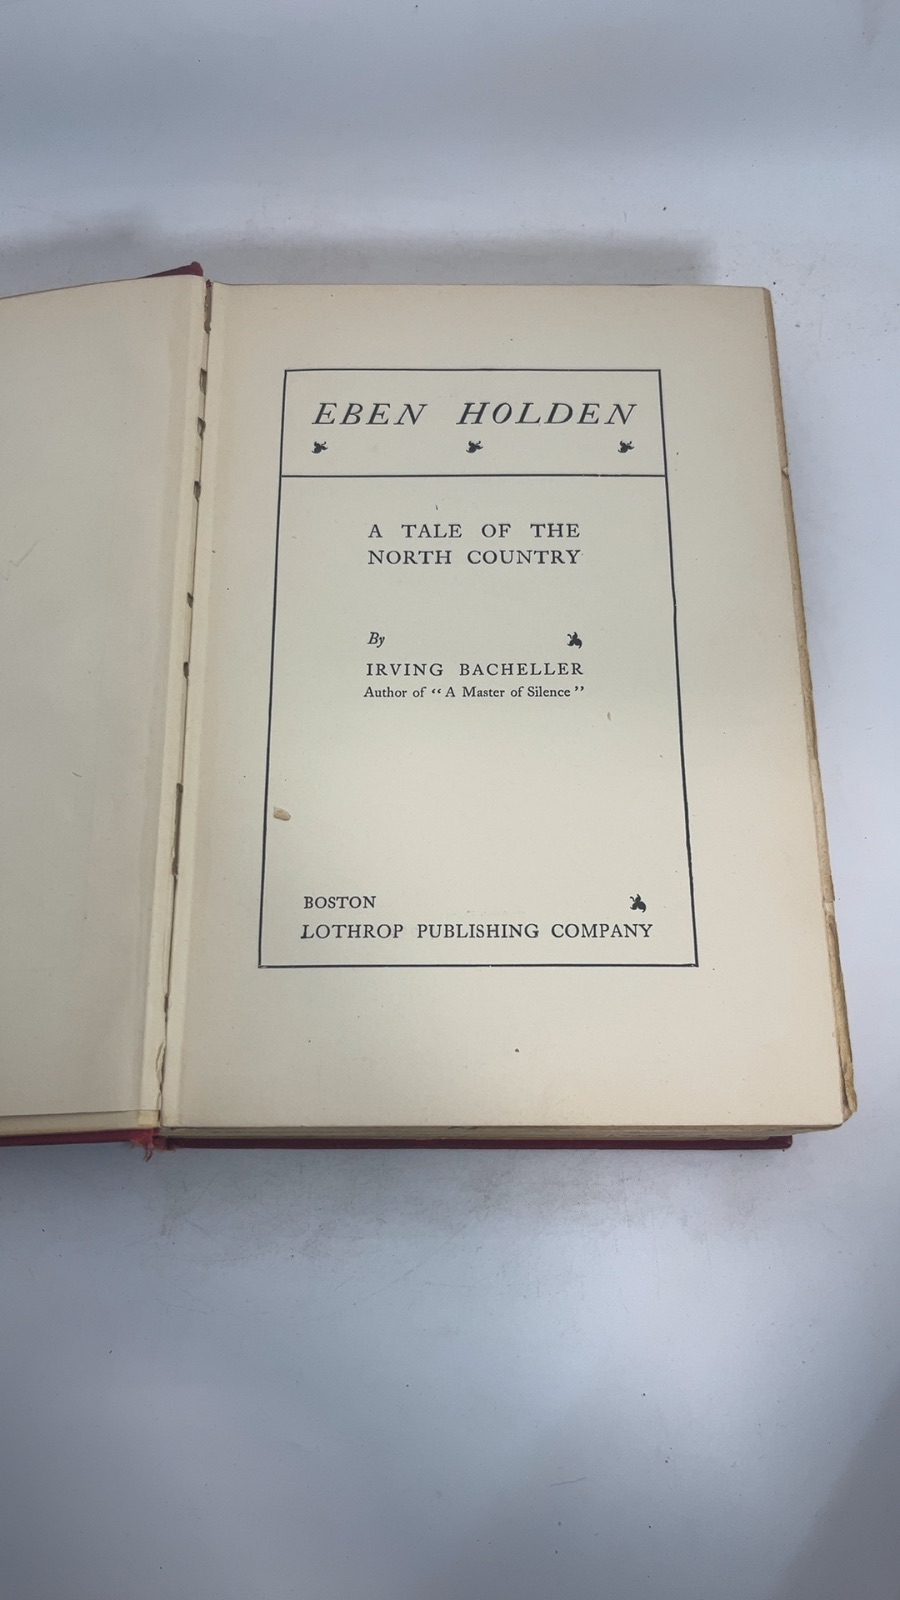 EBEN HOLDEN
A TALE OF THE
NORTH COUNTRY
By
IRVING BACHELLER
Author of “A Master of Silence”
BOSTON
LOTHROP PUBLISHING COMPANY